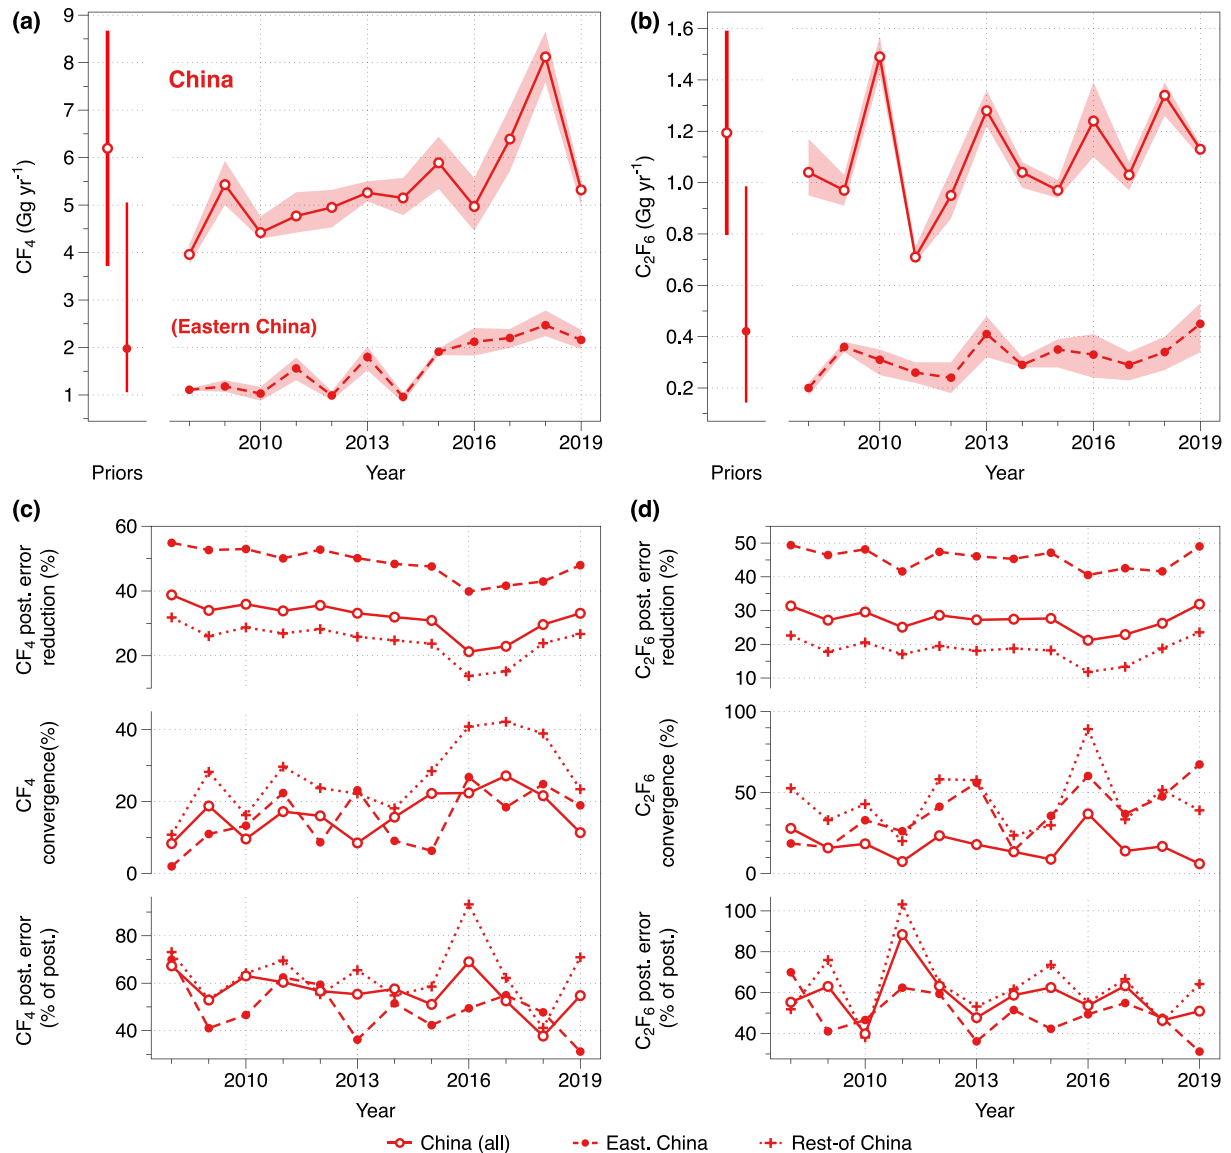 (a)
CF4 (Gg yr-1)
9
8
7
6
5
4
3
2
1
China
(Eastern China)
2010
2013
2016
2019
Priors
Year
(b)
C2F6 (Gg yr-1)
1.6
1.4
1.2
1.0
0.8
0.6
0.4
0.2
2010
2013
2016
2019
Priors
Year
(c)
CF4 post. error
reduction (%)
60
40
20
CF4
convergence(%)
40
20
0
CF4 post. error
(% of post.)
80
60
40
2010
2013
2016
2019
Year
(d)
C2F6 post. error
reduction (%)
50
40
30
20
10
C2F6
convergence (%)
100
50
0
C2F6 post. error
(% of post.)
100
80
60
40
2010
2013
2016
2019
Year
China (all)
East. China
Rest-of China